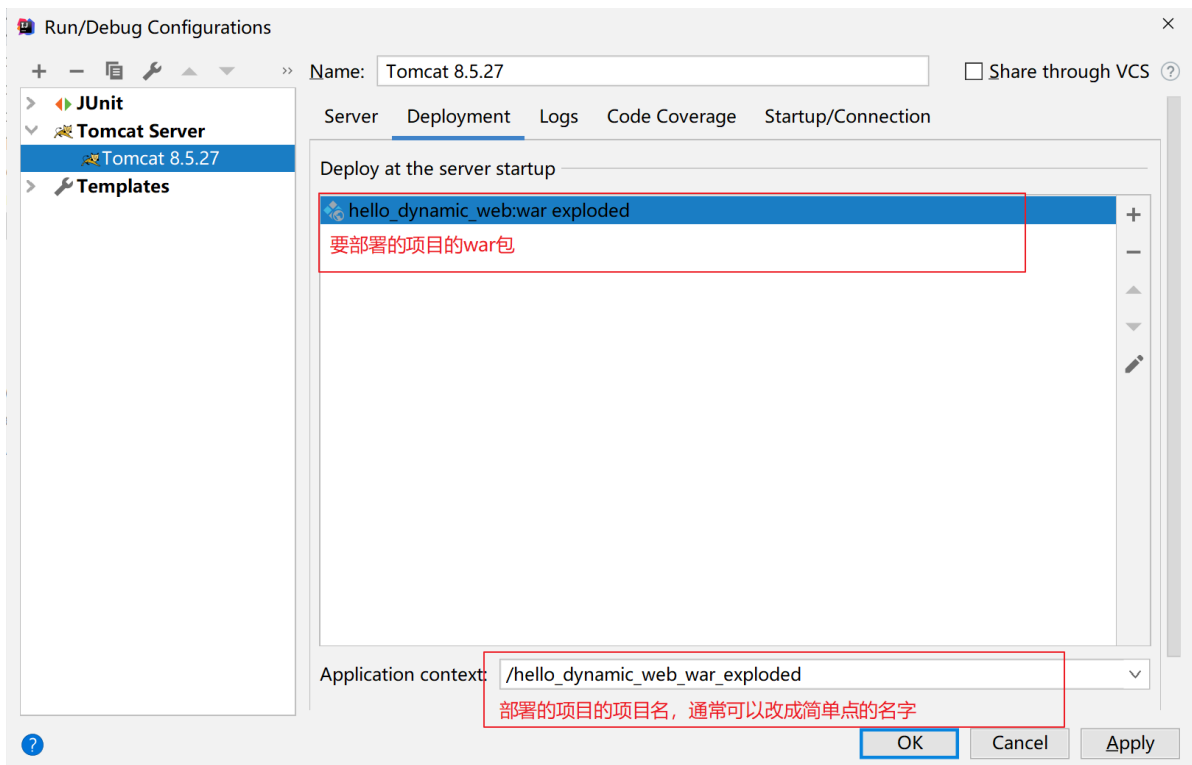 Run/Debug Configurations
Name: Tomcat 8.5.27
Share through VCS
JUnit
Tomcat Server
Tomcat 8.5.27
Templates
Server Deployment Logs Code Coverage Startup/Connection
Deploy at the server startup
hello_dynamic_web:war exploded
要部署的项目的war包
Application context: /hello_dynamic_web_war_exploded
部署的项目的项目名，通常可以改成简单点的名字
OK Cancel Apply